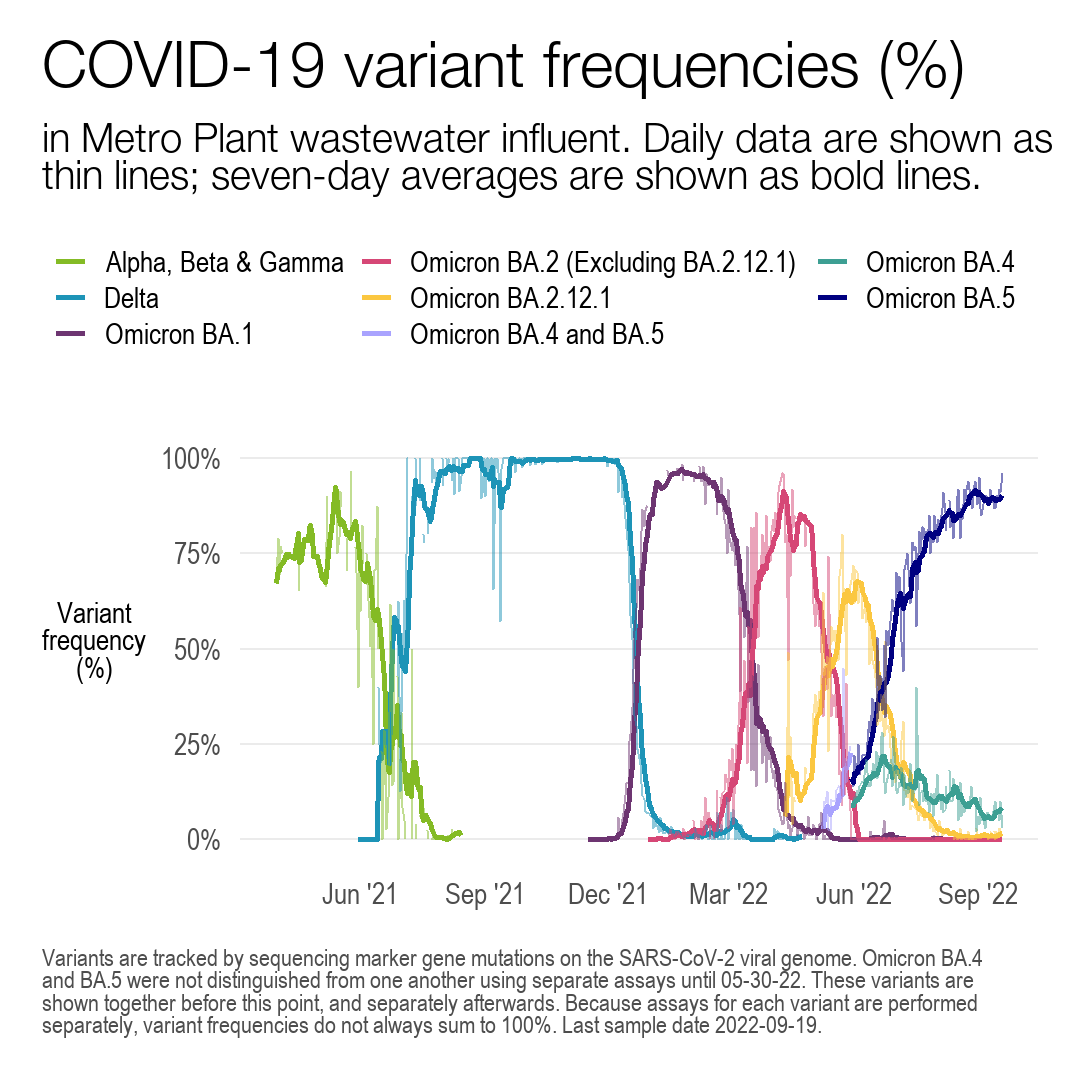 COVID-19 variant frequencies (%)
in Metro Plant wastewater influent. Daily data are shown as
thin lines; seven-day averages are shown as bold lines.
Alpha, Beta & Gamma
Delta
Omicron BA.1
Omicron BA.2 (Excluding BA.2.12.1)
Omicron BA.2.12.1
Omicron BA.4 and BA.5
Omicron BA.4
Omicron BA.5
Variant
frequency
(%)
100%
75%
50%
25%
0%
Jun '21
Sep '21
Dec '21
Mar '22
Jun '22
Sep '22
Variants are tracked by sequencing marker gene mutations on the SARS-CoV-2 viral genome. Omicron BA.4
and BA.5 were not distinguished from one another using separate assays until 05-30-22. These variants are
shown together before this point, and separately afterwards. Because assays for each variant are performed
separately, variant frequencies do not always sum to 100%. Last sample date 2022-09-19.